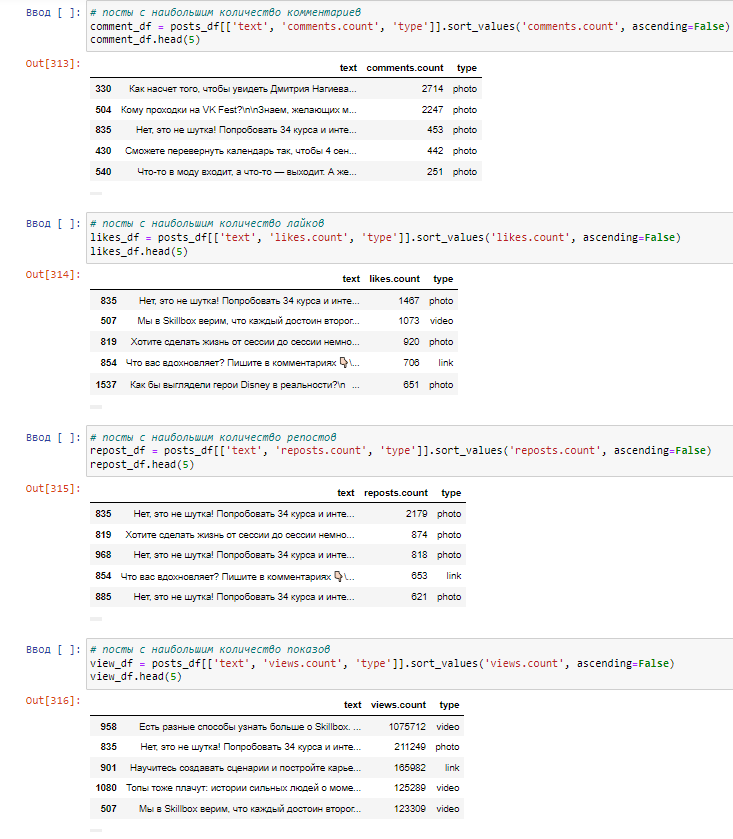 Ввод [ ]: # посты с наибольшим количество комментариев
comment_df = posts_df[['text', 'comments.count', 'type']].sort_values('comments.count', ascending=False)
comment_df.head(5)
Out[313]:
text comments.count type
330 Как насчет того, чтобы увидеть Дмитрия Нагиева... 2714 photo
504 Кому проходки на VK Fest?\n\nЗнаем, желающих м... 2247 photo
835 Нет, это не шутка! Попробовать 34 курса и инте... 453 photo
430 Сможете перевернуть календарь так, чтобы 4 сен... 442 photo
540 Что-то в моду входит, а что-то — выходит. А же... 251 photo
Ввод [ ]: # посты с наибольшим количество лайков
likes_df = posts_df[['text', 'likes.count', 'type']].sort_values('likes.count', ascending=False)
likes_df.head(5)
Out[314]:
text likes.count type
835 Нет, это не шутка! Попробовать 34 курса и инте... 1467 photo
507 Мы в Skillbox верим, что каждый достоин второг... 1073 video
819 Хотите сделать жизнь от сессии до сессии немно... 920 photo
854 Что вас вдохновляет? Пишите в комментариях 👇\... 706 link
1537 Как бы выглядели герои Disney в реальности?\n ... 651 photo
Ввод [ ]: # посты с наибольшим количество репостов
repost_df = posts_df[['text', 'reposts.count', 'type']].sort_values('reposts.count', ascending=False)
repost_df.head(5)
Out[315]:
text reposts.count type
835 Нет, это не шутка! Попробовать 34 курса и инте... 2179 photo
819 Хотите сделать жизнь от сессии до сессии немно... 874 photo
968 Нет, это не шутка! Попробовать 34 курса и инте... 818 photo
854 Что вас вдохновляет? Пишите в комментариях 👇\... 653 link
885 Нет, это не шутка! Попробовать 34 курса и инте... 621 photo
Ввод [ ]: # посты с наибольшим количество показов
view_df = posts_df[['text', 'views.count', 'type']].sort_values('views.count', ascending=False)
view_df.head(5)
Out[316]:
text views.count type
958 Есть разные способы узнать больше о Skillbox. ... 1075712 video
835 Нет, это не шутка! Попробовать 34 курса и инте... 211249 photo
901 Научитесь создавать сценарии и постройте карье... 165982 link
1080 Топы тоже плачут: истории сильных людей о моме... 125289 video
507 Мы в Skillbox верим, что каждый достоин второг... 123309 video